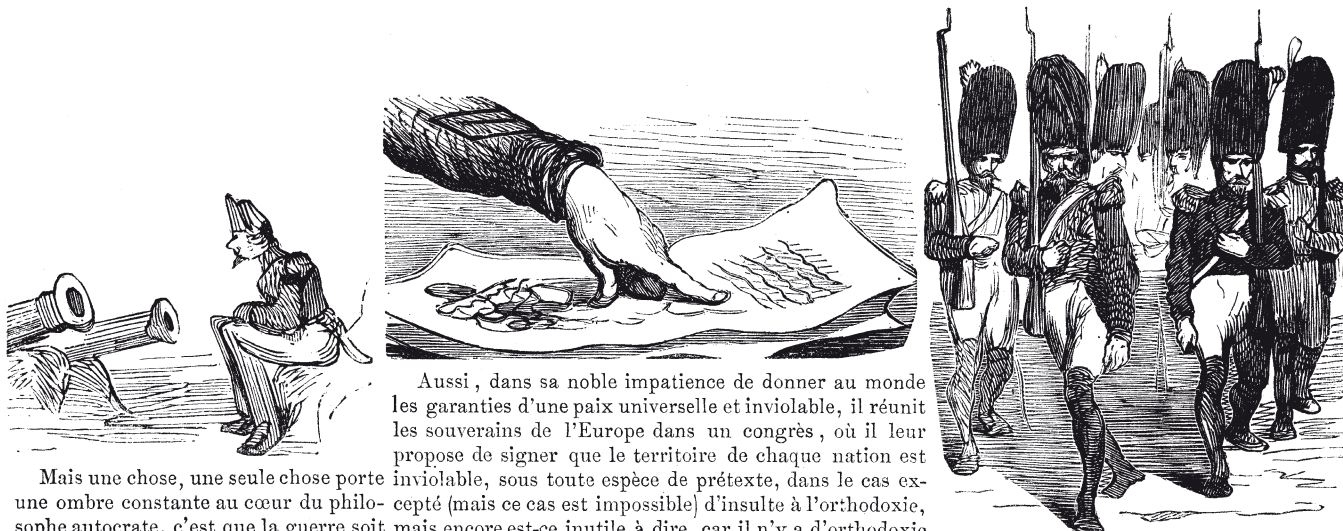 Mais une chose, une seule chose porte
une ombre constante au cœur du philo-
sophe autocrate, c'est que la guerre soit
Aussi, dans sa noble impatience de donner au monde
les garanties d'une paix universelle et inviolable, il réunit
les souverains de l'Europe dans un congrès, où il leur
propose de signer que le territoire de chaque nation est
inviolable, sous toute espèce de prétexte, dans le cas ex-
cepté (mais ce cas est impossible) d'insulte à l'orthodoxie,
mais encore est-ce inutile à dire, car il n'y a d'orthodoxie